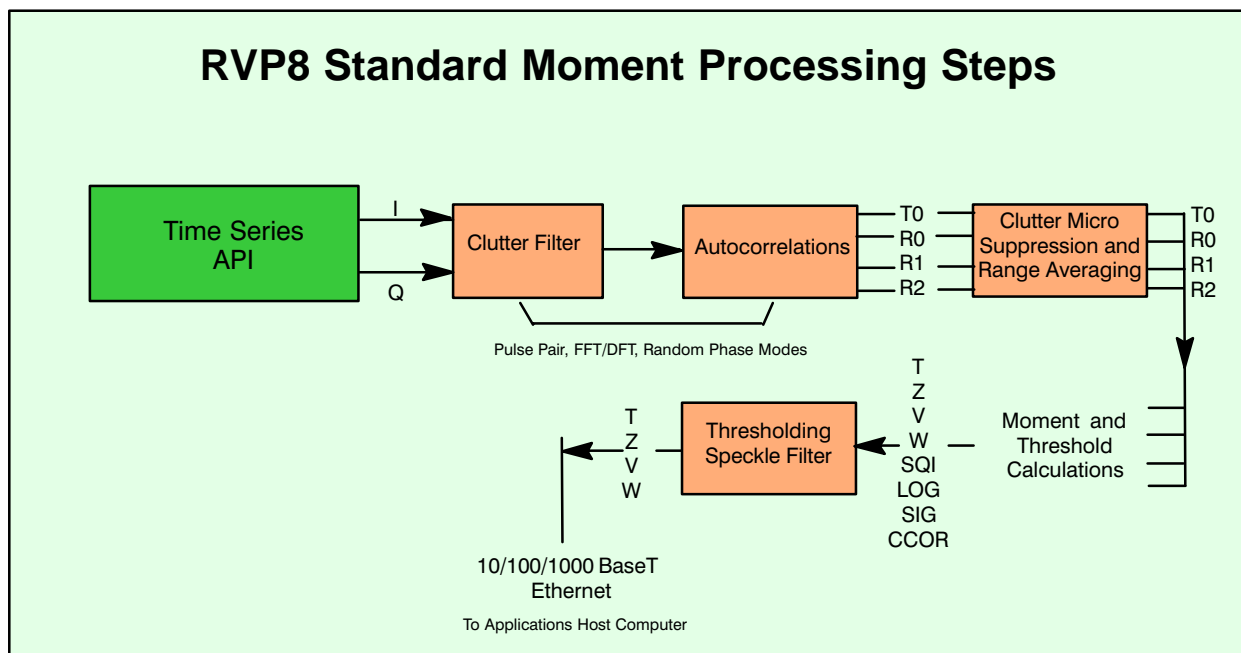 RVP8 Standard Moment Processing Steps
Time Series
API
I
Q
Clutter Filter
Autocorrelations
T0
R0
R1
R2
Clutter Micro
Suppression and
Range Averaging
T0
R0
R1
R2
Pulse Pair, FFT/DFT, Random Phase Modes
Moment and
Threshold
Calculations
T
Z
V
W
SQI
LOG
SIG
CCOR
Thresholding
Speckle Filter
T
Z
V
W
10/100/1000 BaseT
Ethernet
To Applications Host Computer